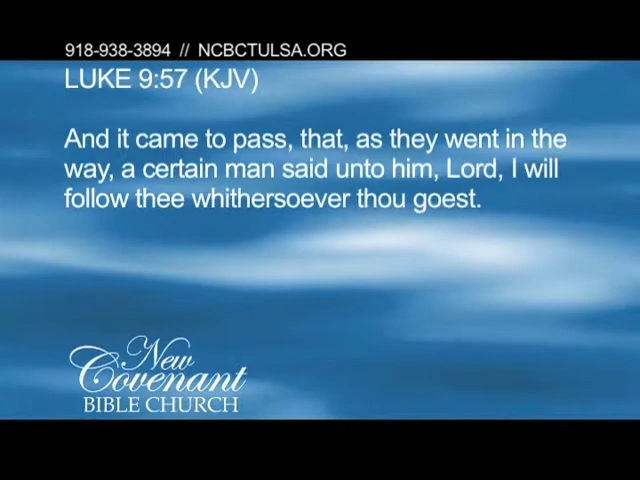 918-938-3894 // NCBCTULSA.ORG
LUKE 9:57 (KJV)
And it came to pass, that, as they went in the
way, a certain man said unto him, Lord, I will
follow thee whithersoever thou goest.
New
Covenant
BIBLE CHURCH